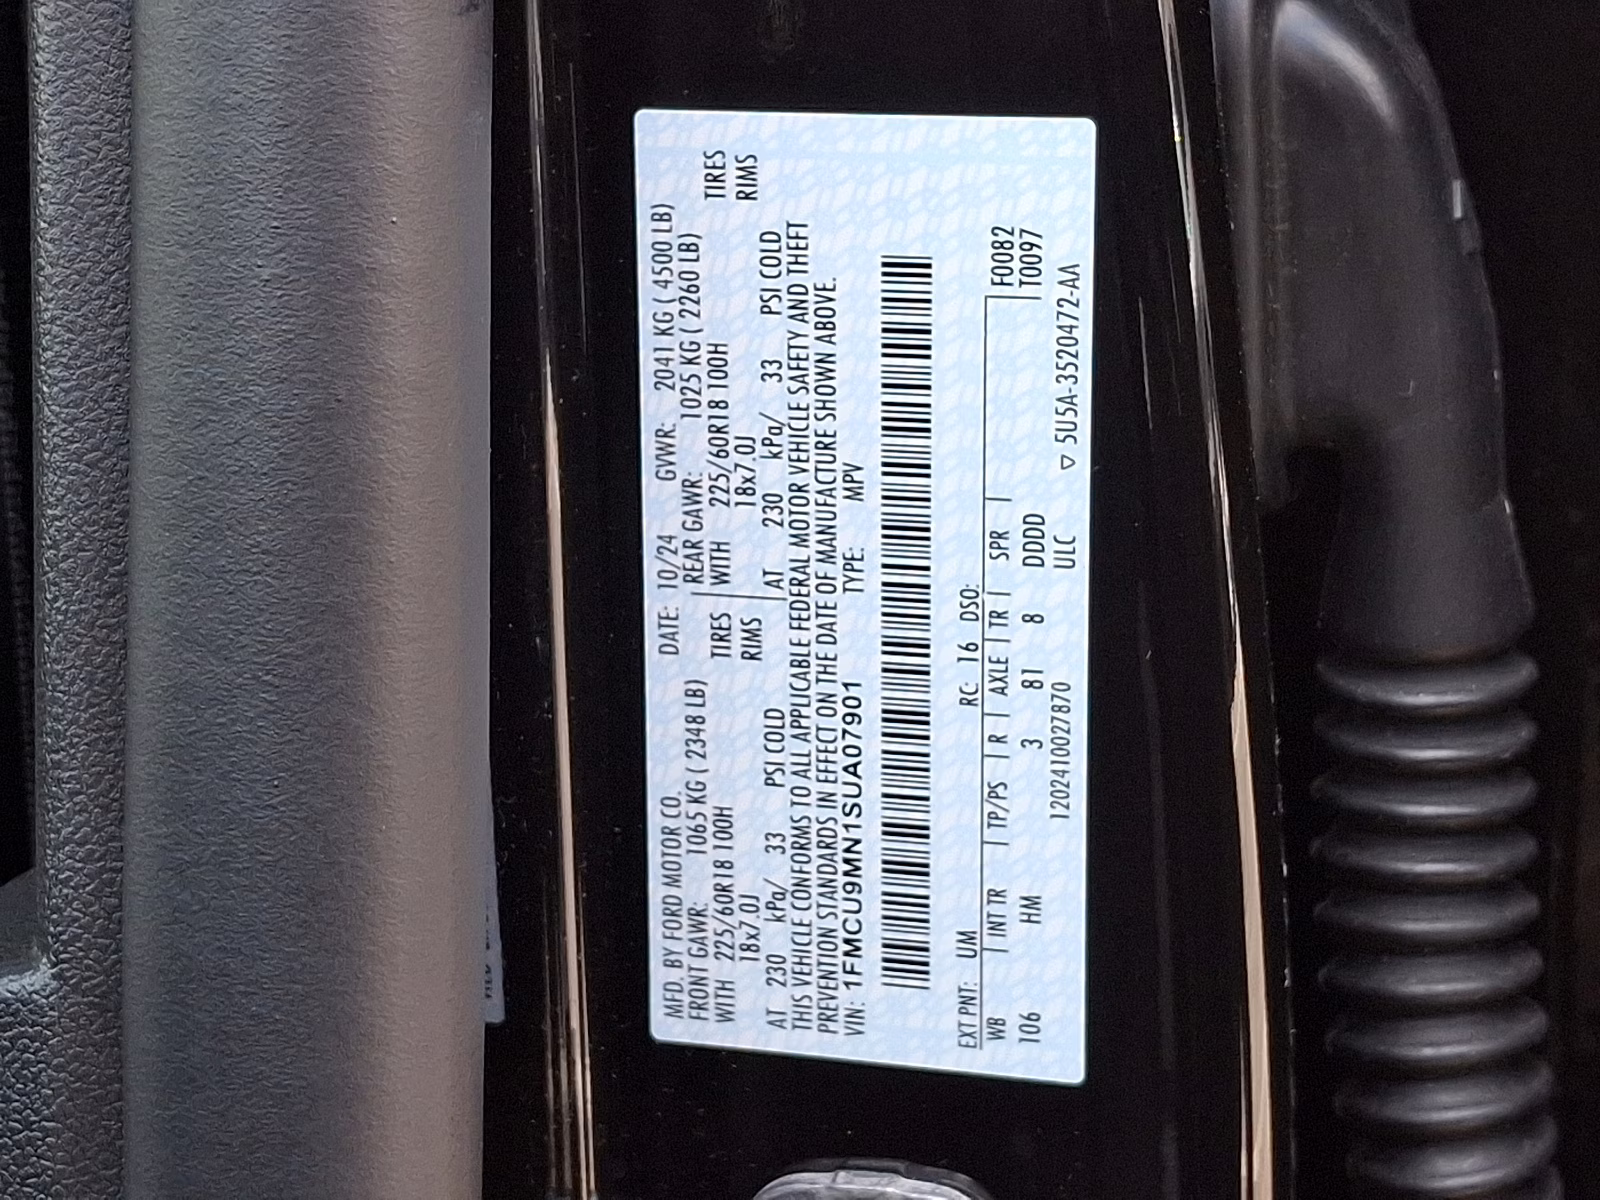 MFD. BY FORD MOTOR CO. DATE: 10/24 GVWR: 2041 KG ( 4500 LB)
FRONT GAWR: 1065 KG ( 2348 LB) REAR GAWR: 1025 KG ( 2260 LB)
WITH 225/60R18 100H TIRES WITH 225/60R18 100H TIRES
18x7.0J RIMS 18x7.0J RIMS
AT 230 kPa/ 33 PSI COLD AT 230 kPa/ 33 PSI COLD
THIS VEHICLE CONFORMS TO ALL APPLICABLE FEDERAL MOTOR VEHICLE SAFETY AND THEFT
PREVENTION STANDARDS IN EFFECT ON THE DATE OF MANUFACTURE SHOWN ABOVE.
VIN: 1FMCU9MN1SUA07901 TYPE: MPV
EXT PNT: UM RC: 16 DSO:
WB | INT TR | TP/PS | R | AXLE | TR | SPR | F0082
106 HM 3 81 8 DDDD T0097
1202410027870 ULC ▽ 5U5A-3520472-AA